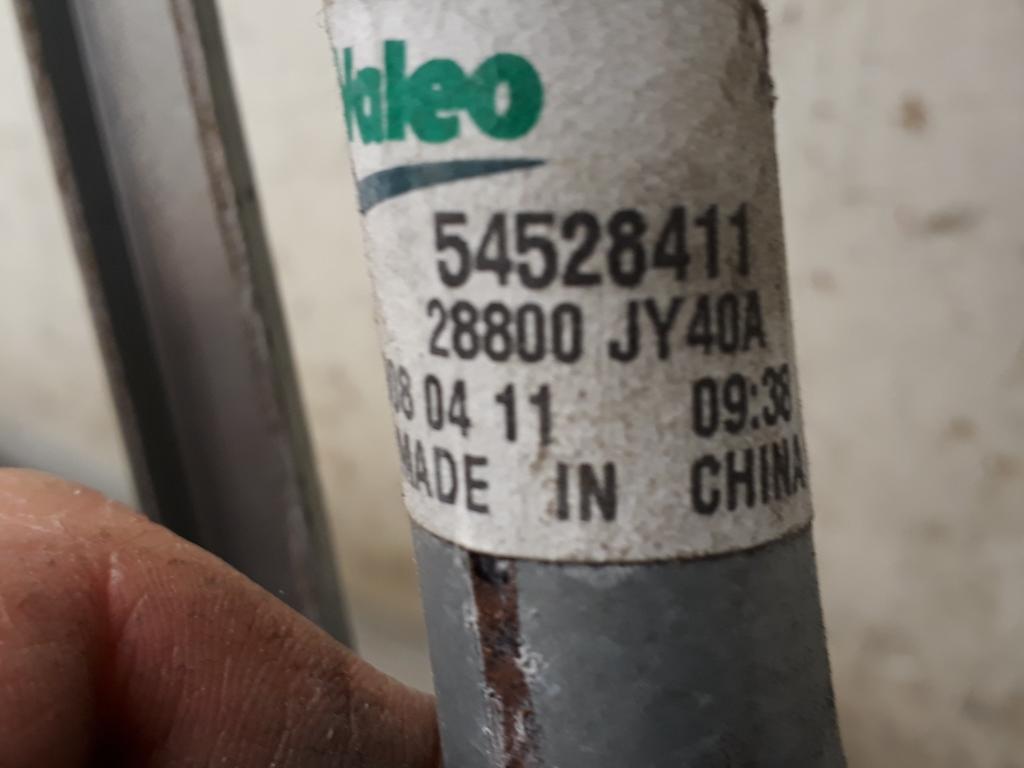 Valeo
54528411
28800 JY40A
08 04 11 09:38
MADE IN CHINA